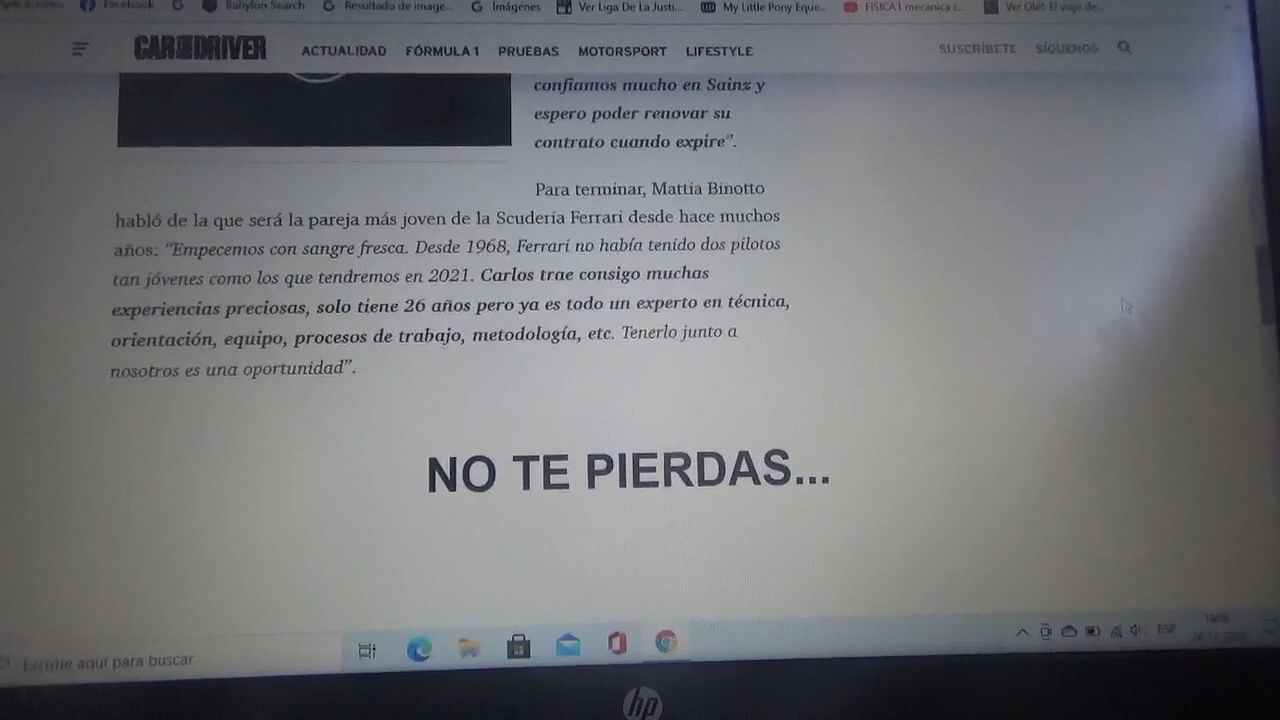 Facebook G Babylon Search G Resultado de image... G Imágenes Ver Liga De La Justi... My Little Pony Eque... FISICA1 mecanica c... Ver Olé! El viaje de...
CAR AND DRIVER ACTUALIDAD FÓRMULA 1 PRUEBAS MOTORSPORT LIFESTYLE SUSCRÍBETE SÍGUENOS
confiamos mucho en Sainz y
espero poder renovar su
contrato cuando expire”.
Para terminar, Mattia Binotto
habló de la que será la pareja más joven de la Scuderia Ferrari desde hace muchos
años: “Empecemos con sangre fresca. Desde 1968, Ferrari no había tenido dos pilotos
tan jóvenes como los que tendremos en 2021. Carlos trae consigo muchas
experiencias preciosas, solo tiene 26 años pero ya es todo un experto en técnica,
orientación, equipo, procesos de trabajo, metodología, etc. Tenerlo junto a
nosotros es una oportunidad”.
NO TE PIERDAS...
Escribe aquí para buscar ESP
hp